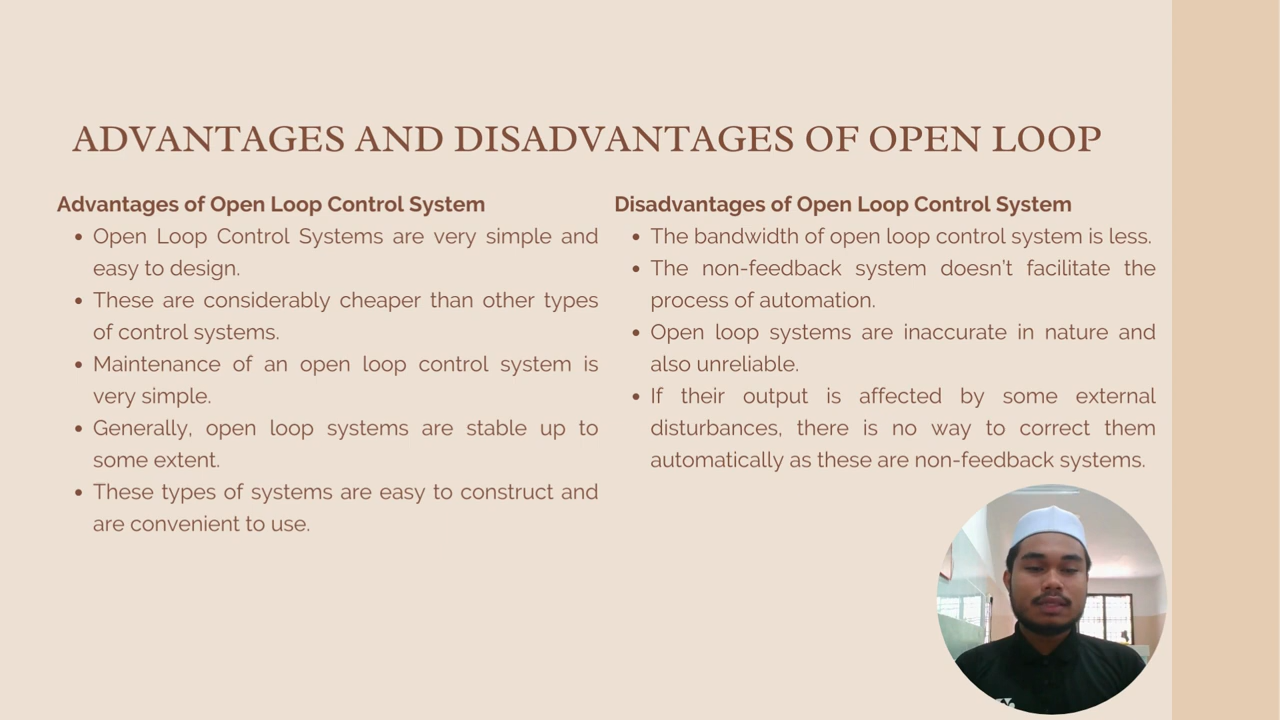 ADVANTAGES AND DISADVANTAGES OF OPEN LOOP
Advantages of Open Loop Control System
Open Loop Control Systems are very simple and
easy to design.
These are considerably cheaper than other types
of control systems.
Maintenance of an open loop control system is
very simple.
Generally, open loop systems are stable up to
some extent.
These types of systems are easy to construct and
are convenient to use.
Disadvantages of Open Loop Control System
The bandwidth of open loop control system is less.
The non-feedback system doesn't facilitate the
process of automation.
Open loop systems are inaccurate in nature and
also unreliable.
If their output is affected by some external
disturbances, there is no way to correct them
automatically as these are non-feedback systems.